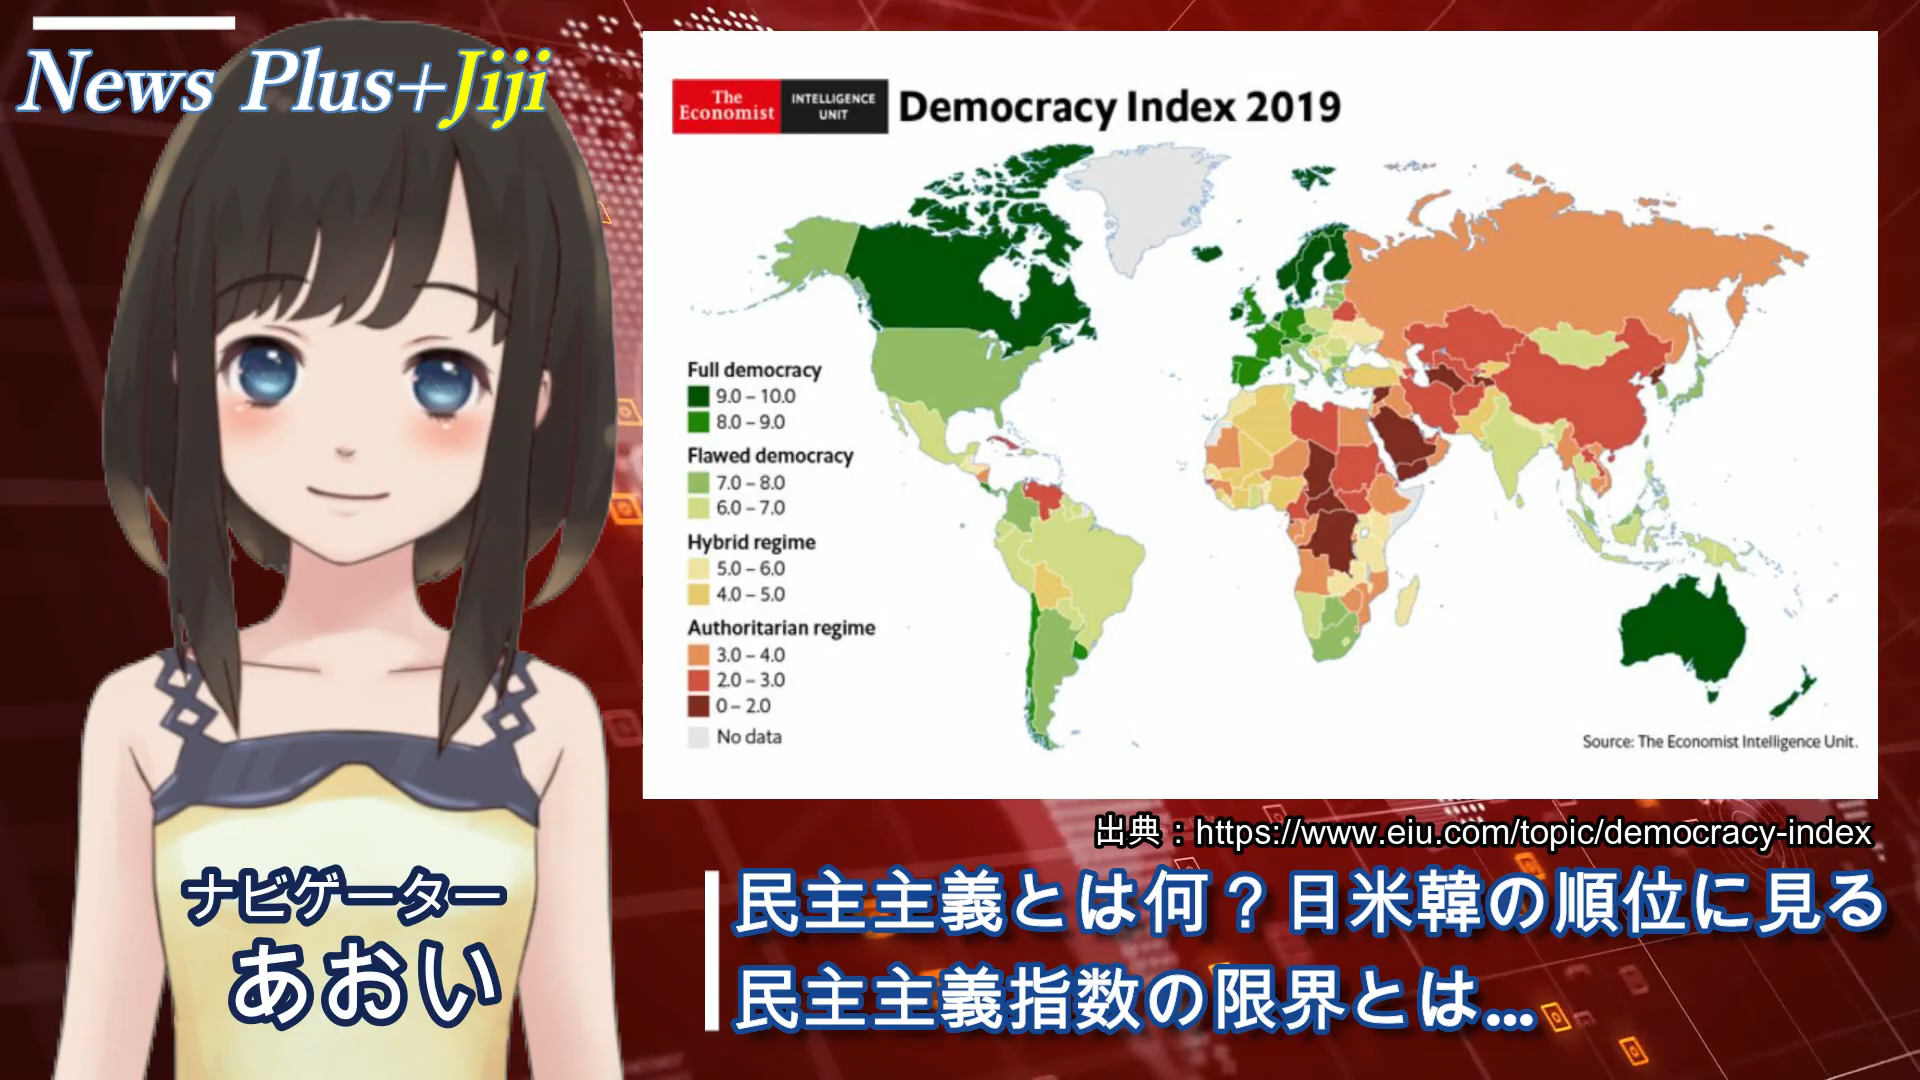 News Plus+Jiji
The Economist
INTELLIGENCE UNIT
Democracy Index 2019
Full democracy
9.0 – 10.0
8.0 – 9.0
Flawed democracy
7.0 – 8.0
6.0 – 7.0
Hybrid regime
5.0 – 6.0
4.0 – 5.0
Authoritarian regime
3.0 – 4.0
2.0 – 3.0
0 – 2.0
No data
Source: The Economist Intelligence Unit.
出典：https://www.eiu.com/topic/democracy-index
ナビゲーター
あおい
民主主義とは何？日米韓の順位に見る
民主主義指数の限界とは...